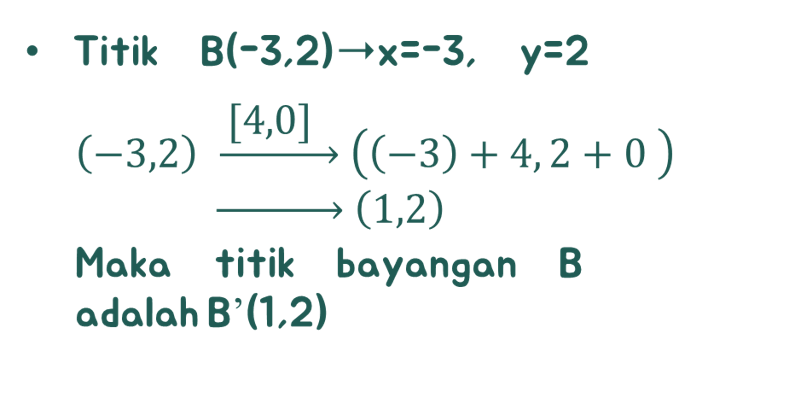 • Titik B(-3,2)→x=-3, y=2
(−3,2) [4,0]⟶ ((−3) + 4, 2 + 0 )
⟶ (1,2)
Maka titik bayangan B
adalah B’(1,2)